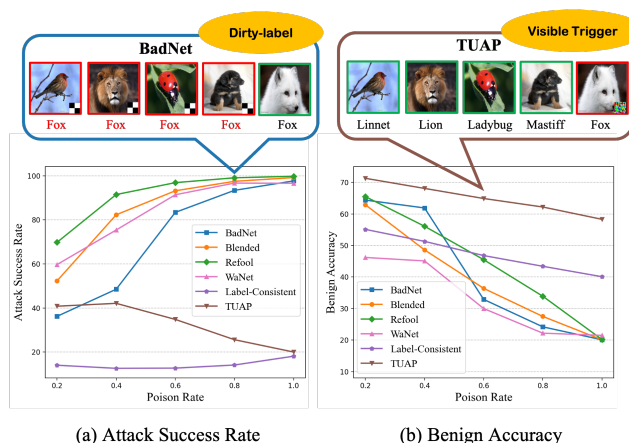 Dirty-label
BadNet
Fox Fox Fox Fox Fox
Visible Trigger
TUAP
Linnet Lion Ladybug Mastiff Fox
100
80
60
40
20
Attack Success Rate
BadNet
Blended
Refool
WaNet
Label-Consistent
TUAP
0.2 0.4 0.6 0.8 1.0
Poison Rate
(a) Attack Success Rate
70
60
50
40
30
20
10
Benign Accuracy
BadNet
Blended
Refool
WaNet
Label-Consistent
TUAP
0.2 0.4 0.6 0.8 1.0
Poison Rate
(b) Benign Accuracy